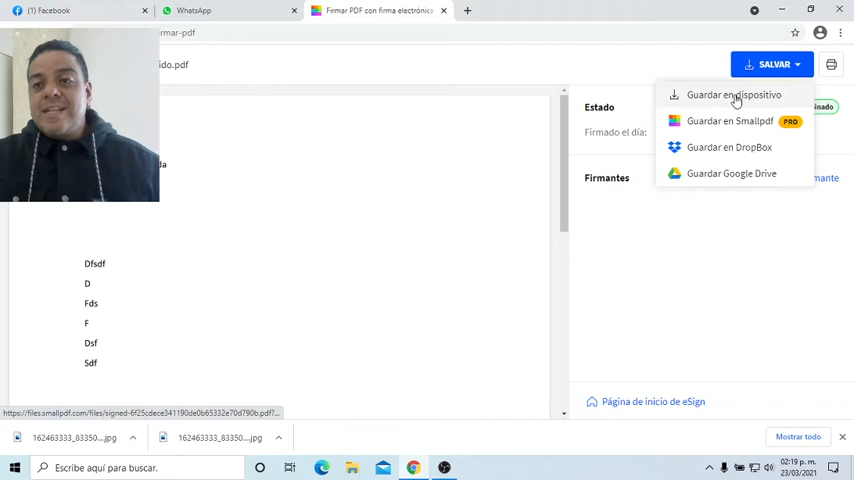 (1) Facebook
WhatsApp
Firmar PDF con firma electrónica
irmar-pdf
ido.pdf
SALVAR
Guardar en dispositivo
Estado
inado
Guardar en Smallpdf PRO
Firmado el día:
Guardar en DropBox
da
Guardar Google Drive
Firmantes
mante
Dfsdf
D
Fds
F
Dsf
Sdf
Página de inicio de eSign
https://files.smallpdf.com/files/signed-6f25cdece341190de0b65332e70d790b.pdf?...
162463333_83350....jpg
162463333_83350....jpg
Mostrar todo
Escribe aquí para buscar.
02:19 p. m.
23/03/2021